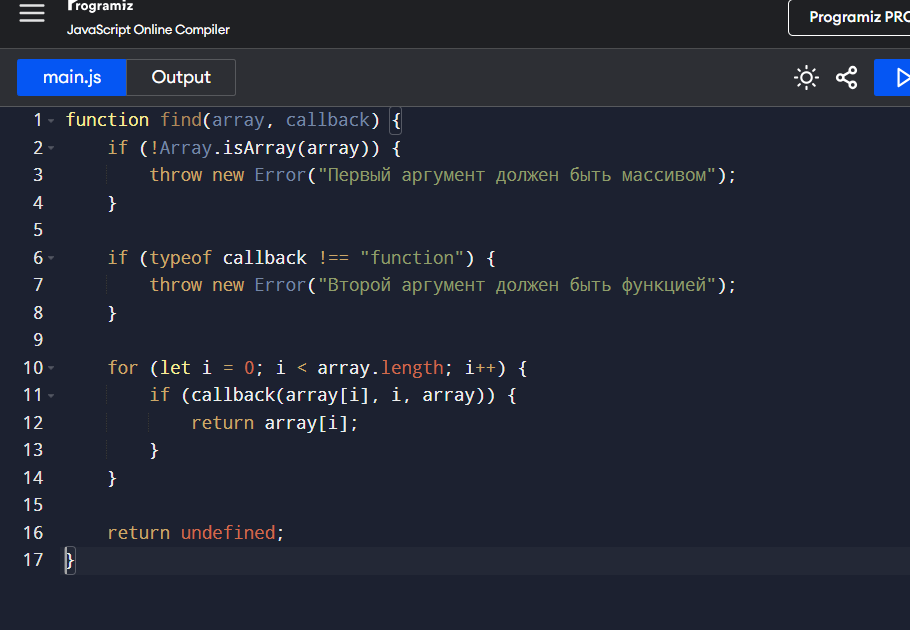 Programiz
JavaScript Online Compiler
Programiz PRO
main.js
Output
1 function find(array, callback) {
2     if (!Array.isArray(array)) {
3         throw new Error("Первый аргумент должен быть массивом");
4     }
5
6     if (typeof callback !== "function") {
7         throw new Error("Второй аргумент должен быть функцией");
8     }
9
10     for (let i = 0; i < array.length; i++) {
11         if (callback(array[i], i, array)) {
12             return array[i];
13         }
14     }
15
16     return undefined;
17 }